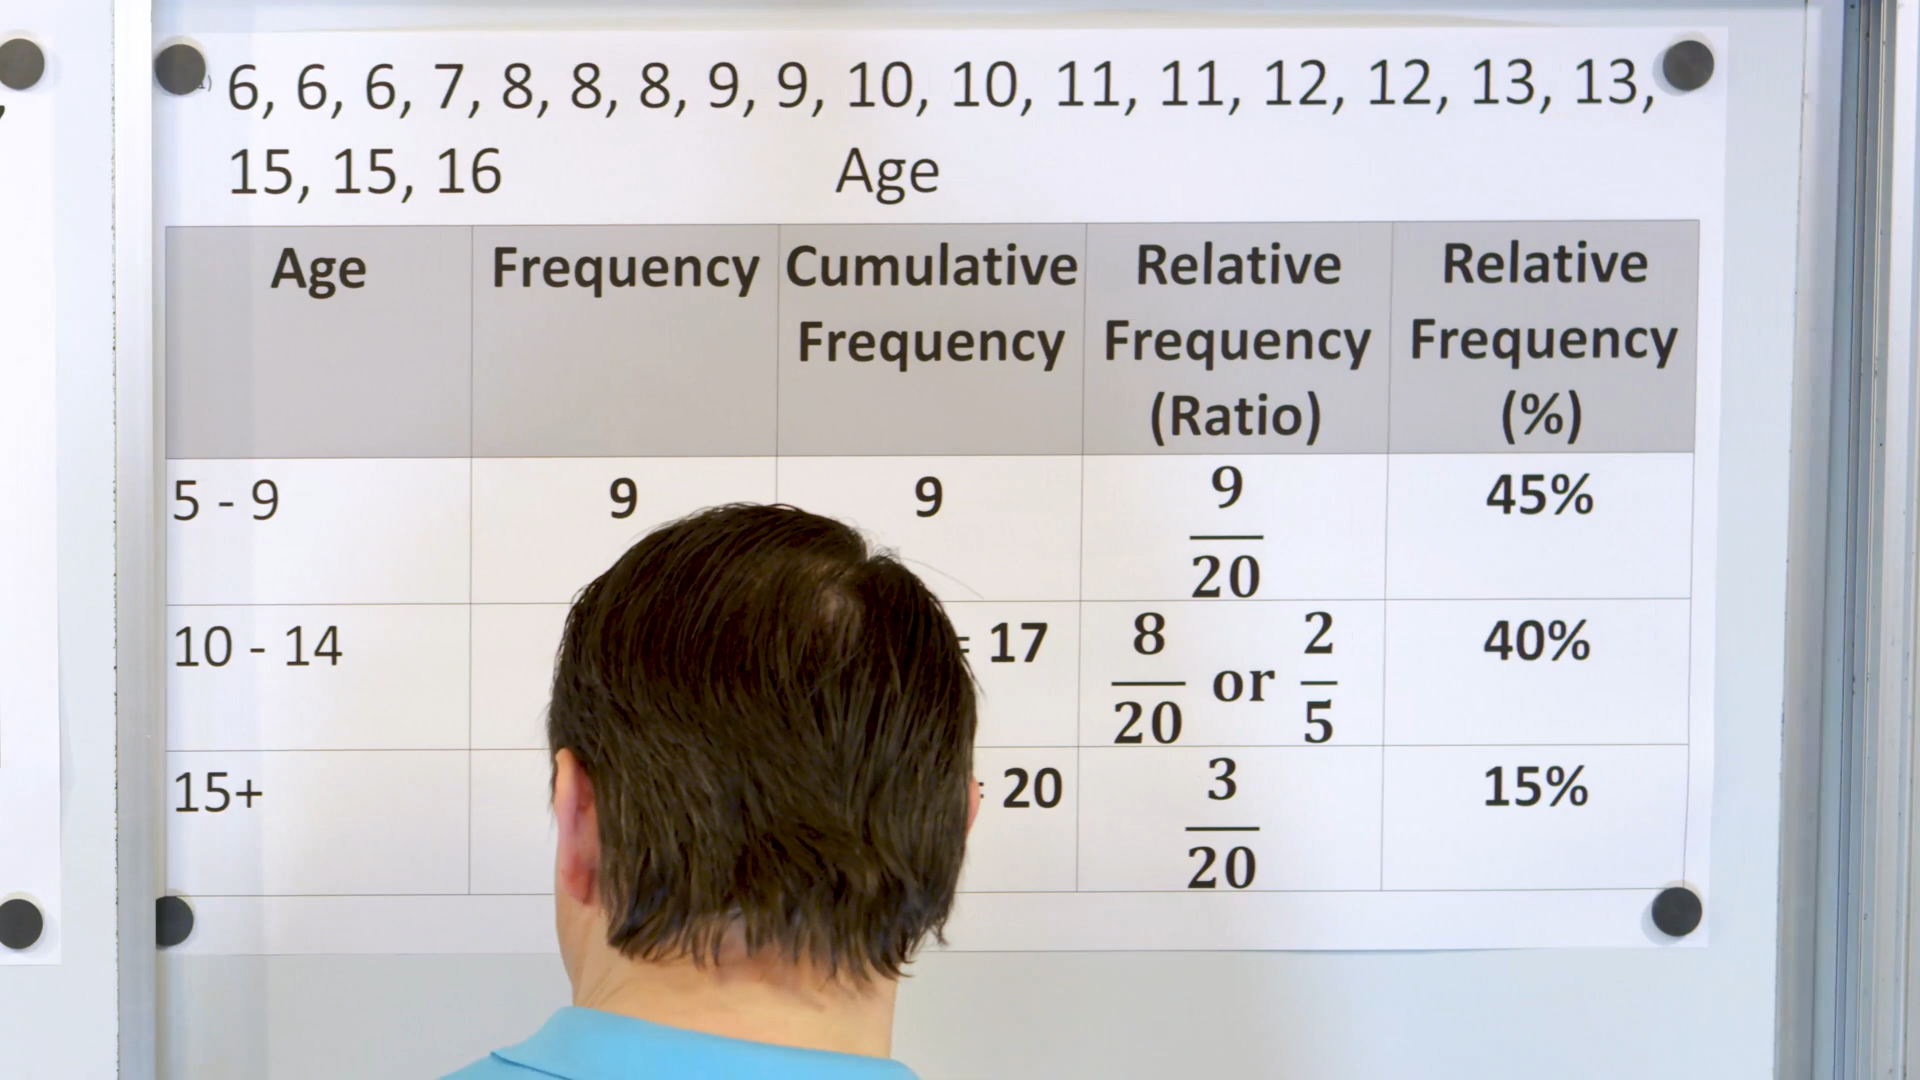 6, 6, 6, 7, 8, 8, 8, 9, 9, 10, 10, 11, 11, 12, 12, 13, 13,
15, 15, 16 Age
Age Frequency Cumulative Frequency Relative Frequency (Ratio) Relative Frequency (%)
5 - 9 9 9 9/20 45%
10 - 14 = 17 8/20 or 2/5 40%
15+ = 20 3/20 15%